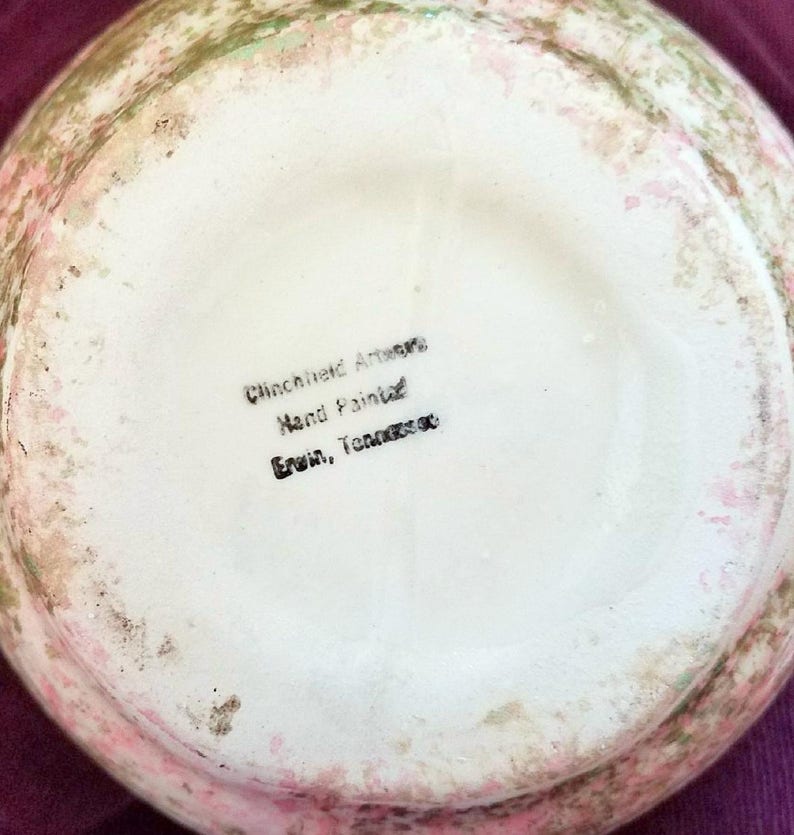 Clinchfield Artware
Hand Painted
Erwin, Tennessee